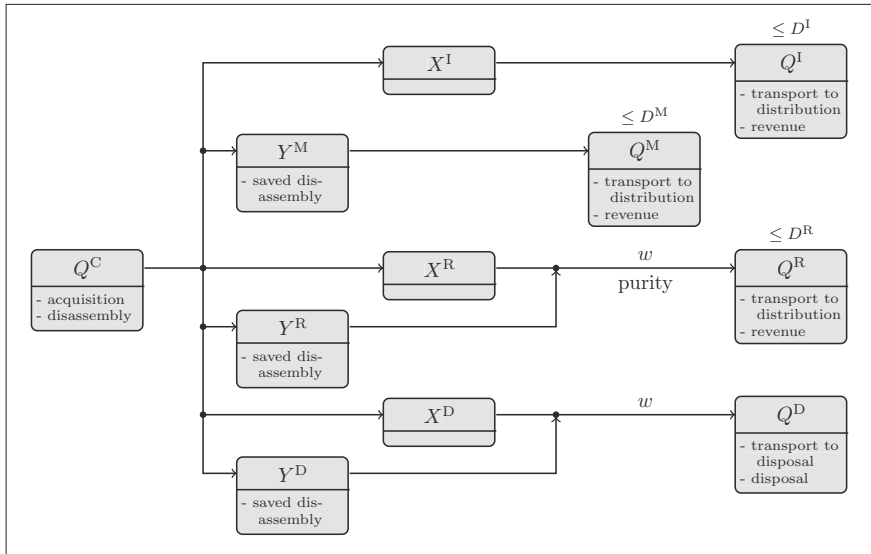 ≤ D^I
X^I
Q^I
- transport to
distribution
- revenue
≤ D^M
Y^M
- saved dis-
assembly
Q^M
- transport to
distribution
- revenue
≤ D^R
Q^C
- acquisition
- disassembly
X^R
w
purity
Q^R
- transport to
distribution
- revenue
Y^R
- saved dis-
assembly
X^D
w
Q^D
- transport to
disposal
- disposal
Y^D
- saved dis-
assembly